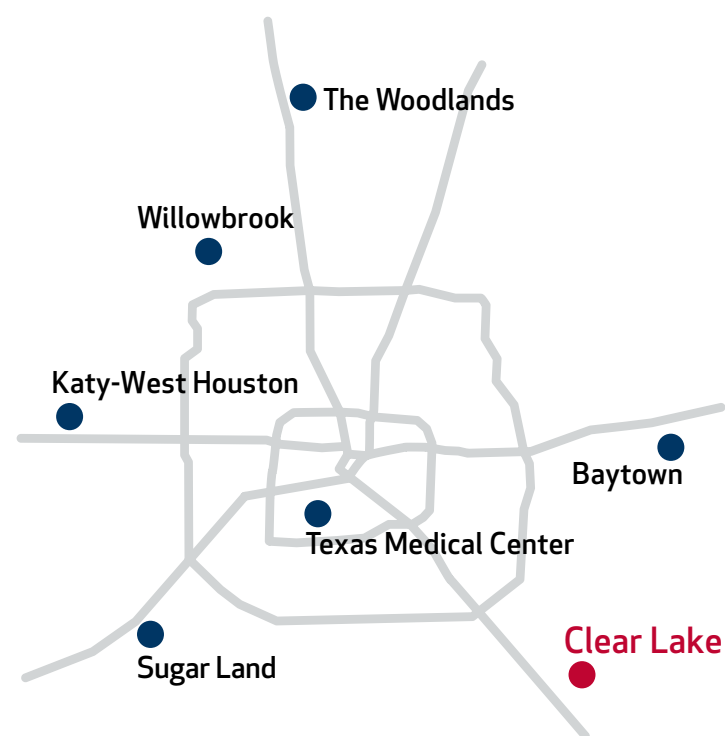 The Woodlands
Willowbrook
Katy-West Houston
Baytown
Texas Medical Center
Clear Lake
Sugar Land